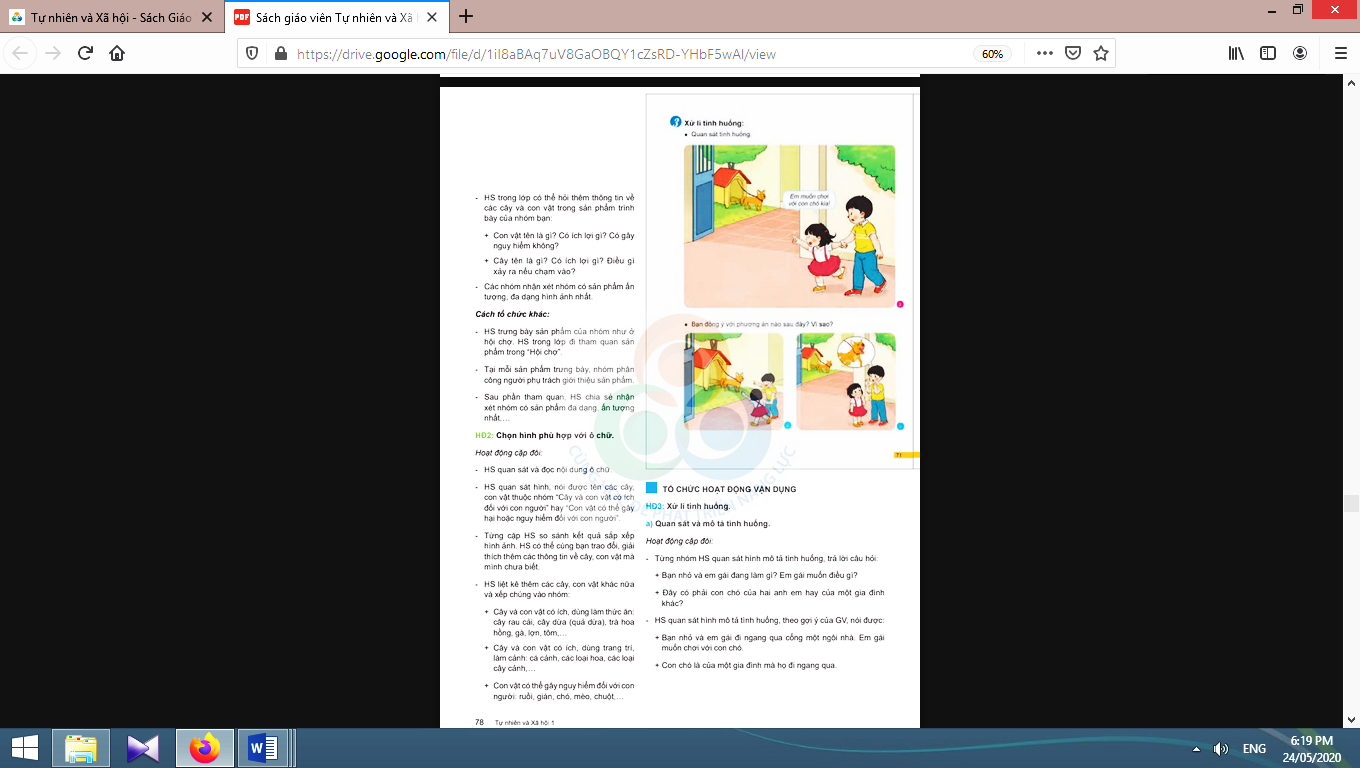 Tự nhiên và Xã hội - Sách Giáo
Sách giáo viên Tự nhiên và Xã h
https://drive.google.com/file/d/1iI8aBAq7uV8GaOBQY1cZsRD-YHbF5wAl/view
60%
- HS trong lớp có thể hỏi thêm thông tin về
các cây và con vật trong sản phẩm trình
bày của nhóm bạn:
+ Con vật tên là gì? Có ích lợi gì? Có gây
nguy hiểm không?
+ Cây tên là gì? Có ích lợi gì? Điều gì
xảy ra nếu chạm vào?
- Các nhóm nhận xét nhóm có sản phẩm ấn
tượng, đa dạng hình ảnh nhất.
Cách tổ chức khác:
- HS trưng bày sản phẩm của nhóm như ở
hội chợ. HS trong lớp đi tham quan sản
phẩm trong "Hội chợ".
- Tại mỗi sản phẩm trưng bày, nhóm phân
công người phụ trách giới thiệu sản phẩm.
- Sau phần tham quan, HS chia sẻ nhận
xét nhóm có sản phẩm đa dạng, ấn tượng
nhất,...
HĐ2: Chọn hình phù hợp với ô chữ.
Hoạt động cặp đôi:
- HS quan sát và đọc nội dung ô chữ.
- HS quan sát hình, nói được tên các cây,
con vật thuộc nhóm "Cây và con vật có ích
đối với con người" hay "Con vật có thể gây
hại hoặc nguy hiểm đối với con người".
- Từng cặp HS so sánh kết quả sắp xếp
hình ảnh. HS có thể cùng bạn trao đổi, giải
thích thêm các thông tin về cây, con vật mà
mình chưa biết.
- HS liệt kê thêm các cây, con vật khác nữa
và xếp chúng vào nhóm:
+ Cây và con vật có ích, dùng làm thức ăn:
cây rau cải, cây dừa (quả dừa), trà hoa
hồng, gà, lợn, tôm,...
+ Cây và con vật có ích, dùng trang trí,
làm cảnh: cá cảnh, các loại hoa, các loại
cây cảnh,...
+ Con vật có thể gây nguy hiểm đối với con
người: ruồi, gián, chó, mèo, chuột,...
78 Tự nhiên và Xã hội 1
3 Xử lí tình huống:
• Quan sát tình huống.
Em muốn chơi
với con chó kia!
• Bạn đồng ý với phương án nào sau đây? Vì sao?
71
TỔ CHỨC HOẠT ĐỘNG VẬN DỤNG
HĐ3: Xử lí tình huống.
a) Quan sát và mô tả tình huống.
Hoạt động cặp đôi:
- Từng nhóm HS quan sát hình mô tả tình huống, trả lời câu hỏi:
+ Bạn nhỏ và em gái đang làm gì? Em gái muốn điều gì?
+ Đây có phải con chó của hai anh em hay của một gia đình
khác?
- HS quan sát hình mô tả tình huống, theo gợi ý của GV, nói được:
+ Bạn nhỏ và em gái đi ngang qua cổng một ngôi nhà. Em gái
muốn chơi với con chó.
+ Con chó là của một gia đình mà họ đi ngang qua.
ENG
6:19 PM
24/05/2020